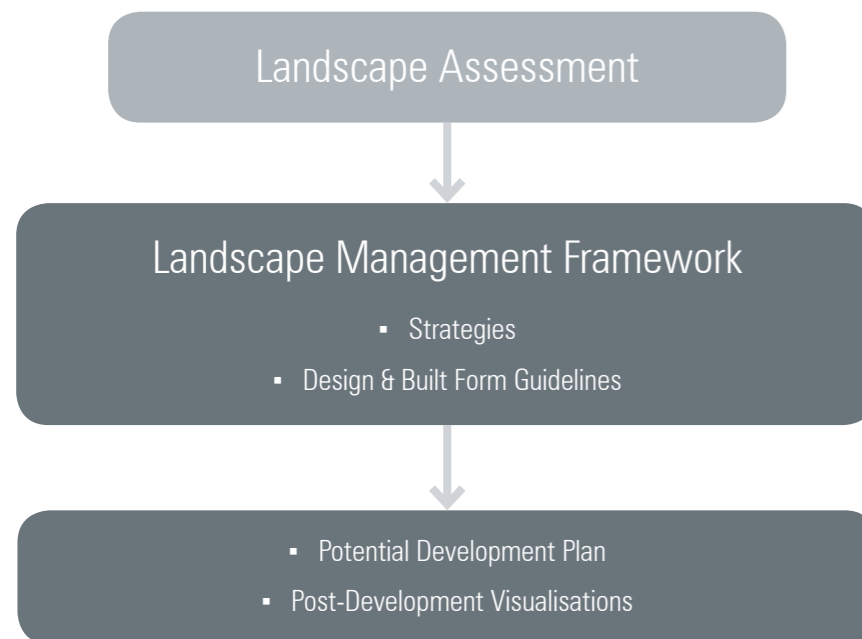 Landscape Assessment
Landscape Management Framework
▪ Strategies
▪ Design & Built Form Guidelines
▪ Potential Development Plan
▪ Post-Development Visualisations